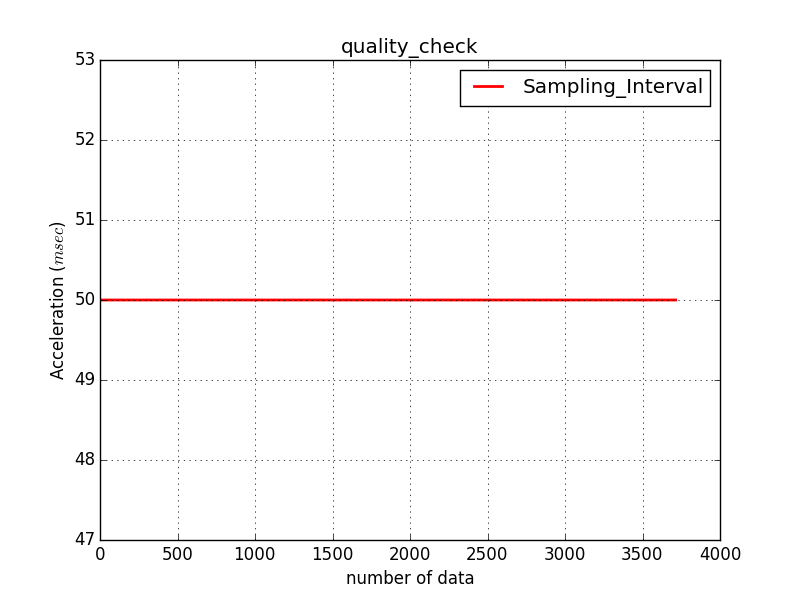 quality_check
Sampling_Interval
53
52
51
50
49
48
47
Acceleration (msec)
0 500 1000 1500 2000 2500 3000 3500 4000
number of data